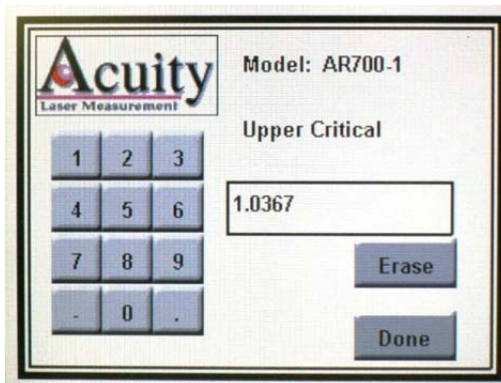 Acuity
Laser Measurement
Model: AR700-1
Upper Critical
1.0367
1 2 3
4 5 6
7 8 9
- 0 .
Erase
Done